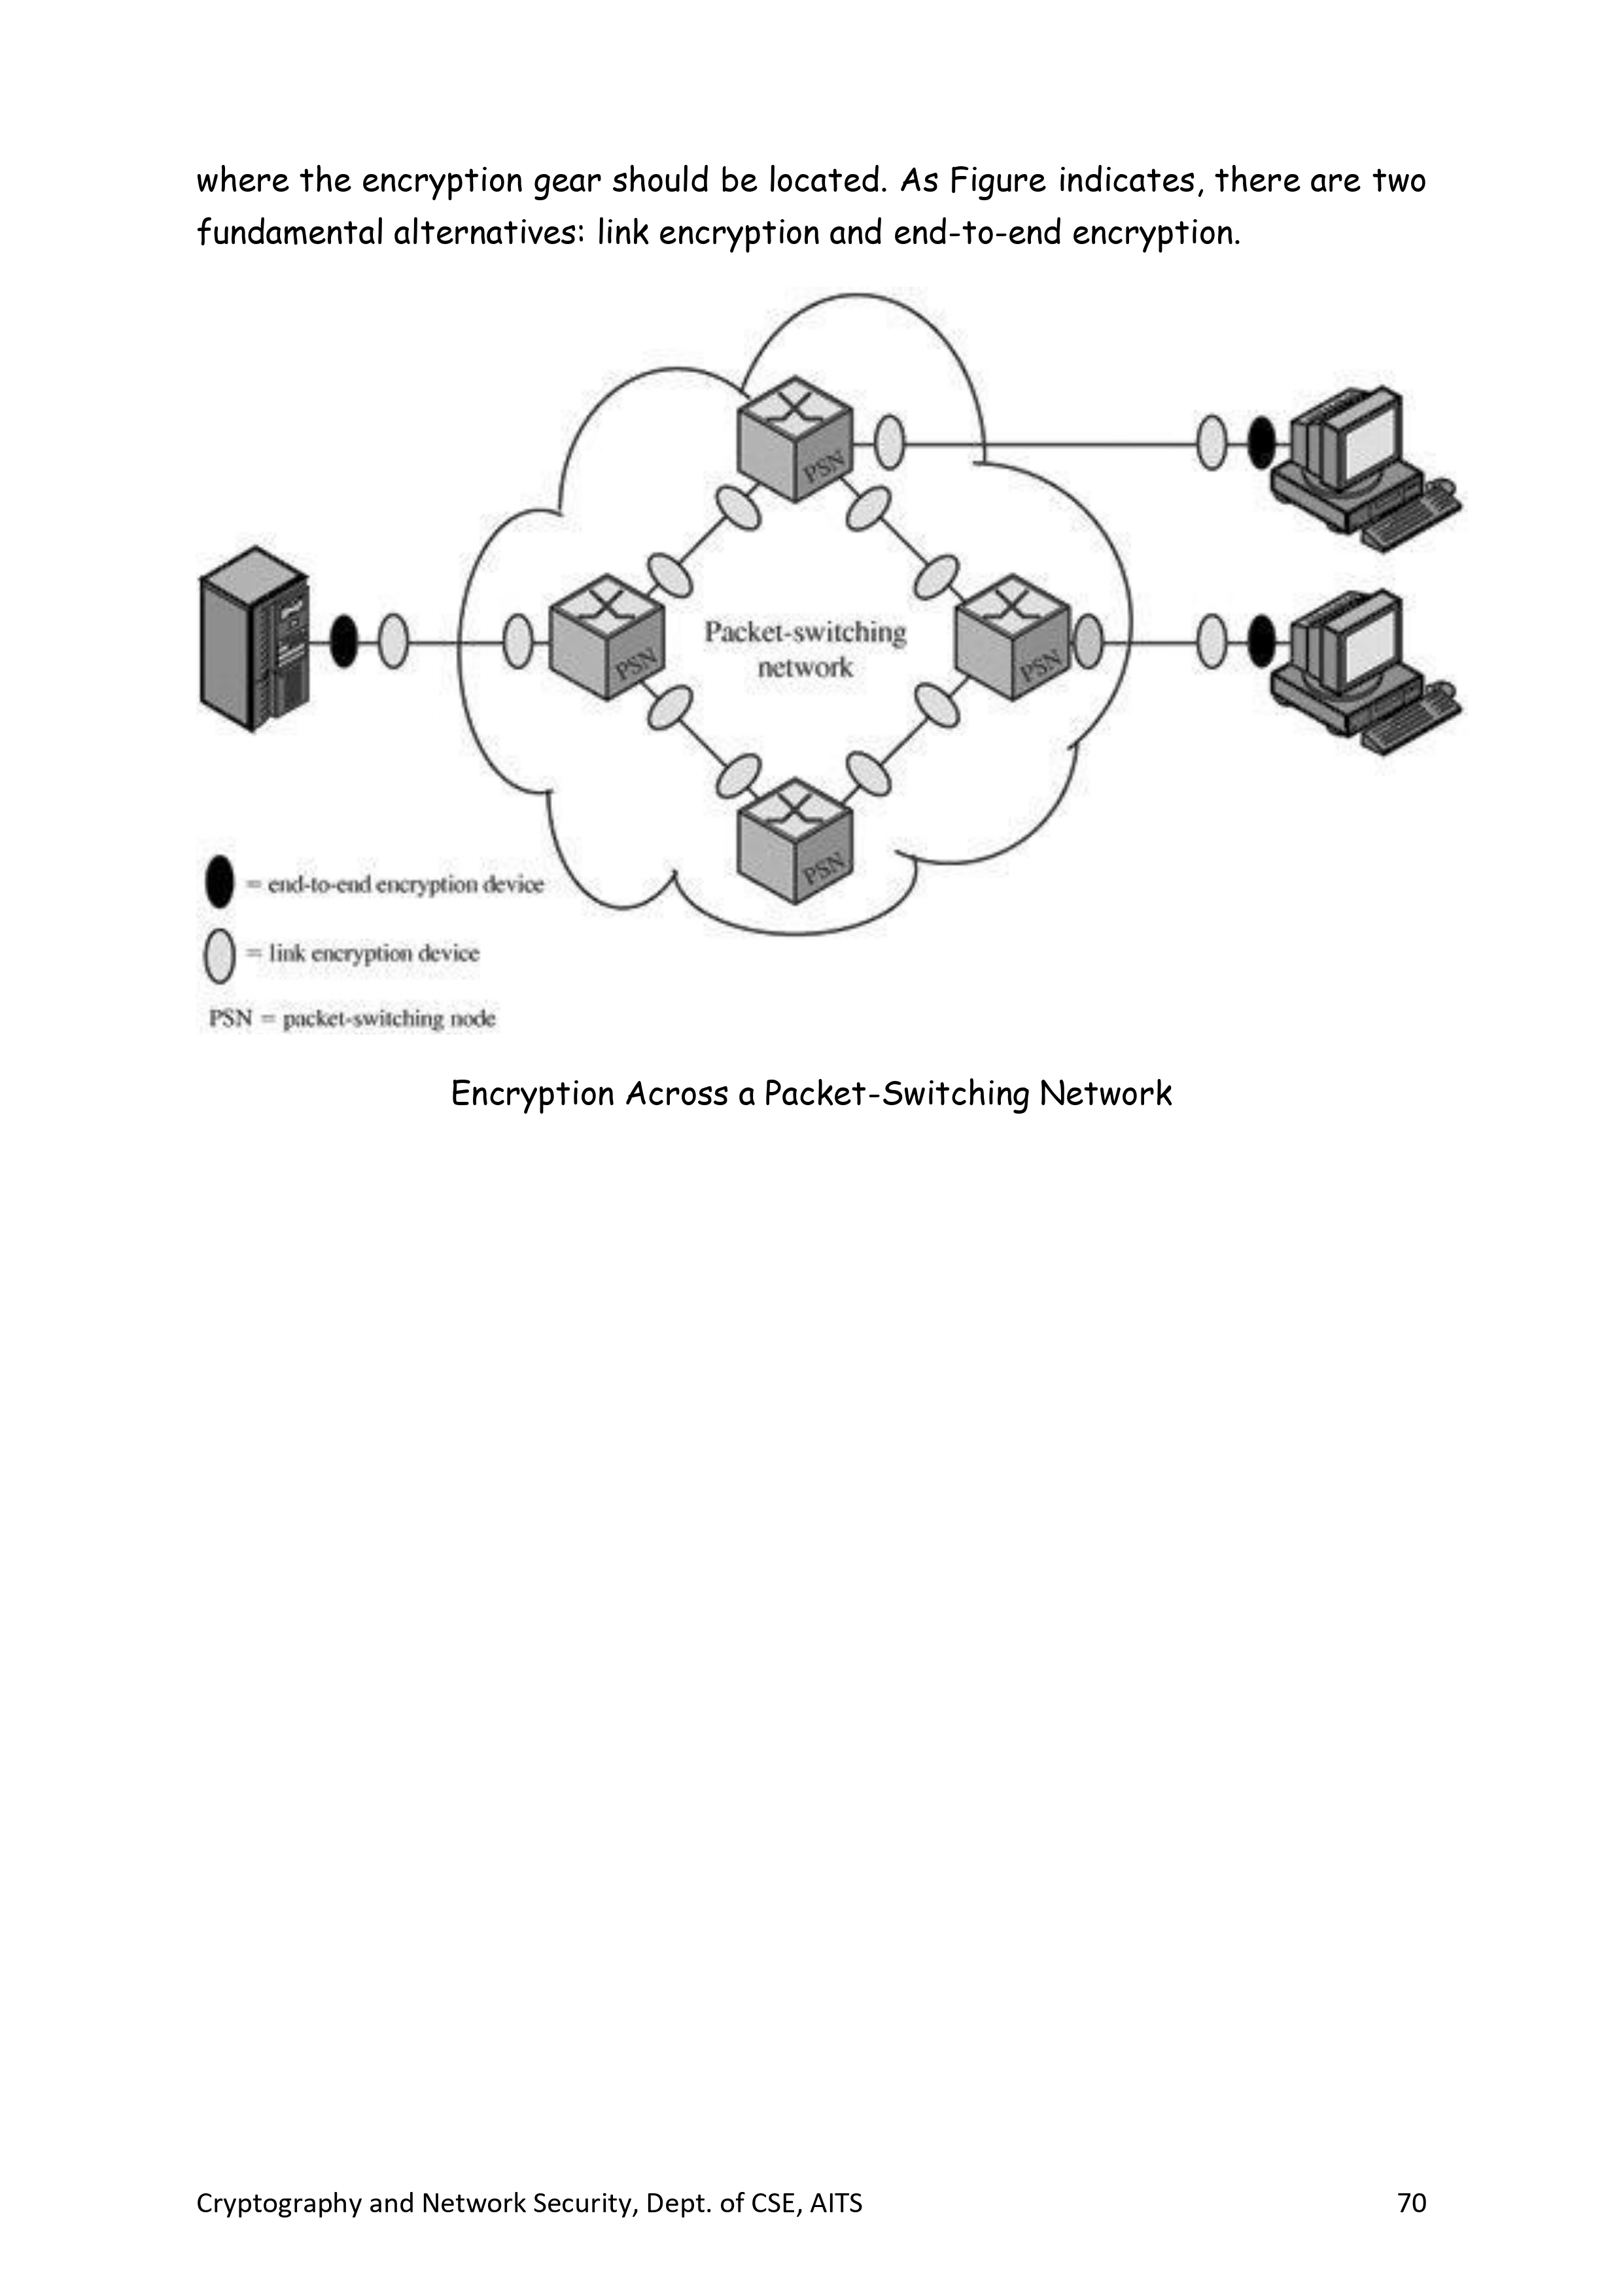 where the encryption gear should be located. As Figure indicates, there are two
fundamental alternatives: link encryption and end-to-end encryption.
PSN
PSN
Packet-switching
network
PSN
PSN
= end-to-end encryption device
= link encryption device
PSN = packet-switching node
Encryption Across a Packet-Switching Network
Cryptography and Network Security, Dept. of CSE, AITS 70